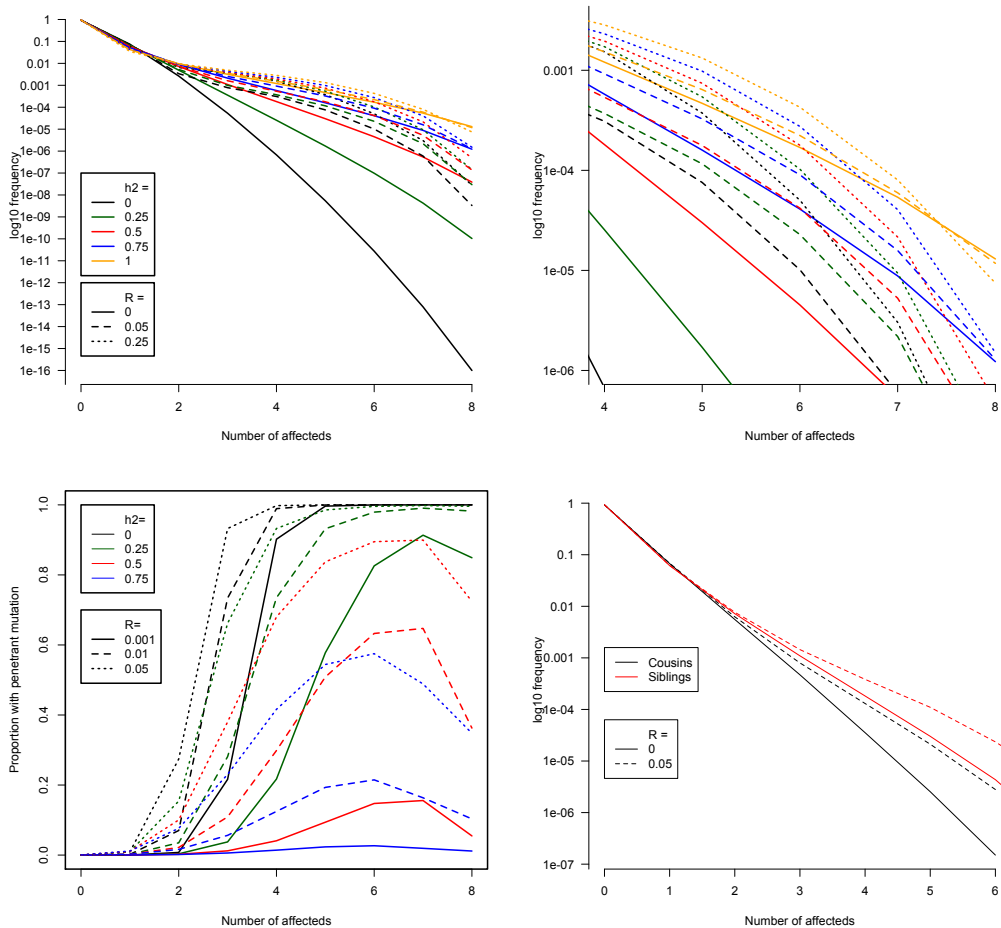 1
0.1
0.01
0.001
1e-04
1e-05
1e-06
1e-07
1e-08
1e-09
1e-10
1e-11
1e-12
1e-13
1e-14
1e-15
1e-16
log10 frequency
h2 =
0
0.25
0.5
0.75
1
R =
0
0.05
0.25
0 2 4 6 8
Number of affecteds
0.001
1e-04
1e-05
1e-06
log10 frequency
4 5 6 7 8
Number of affecteds
1.0
0.8
0.6
0.4
0.2
0.0
Proportion with penetrant mutation
h2=
0
0.25
0.5
0.75
R=
0.001
0.01
0.05
0 2 4 6 8
Number of affecteds
1
0.1
0.01
0.001
1e-04
1e-05
1e-06
1e-07
log10 frequency
Cousins
Siblings
R =
0
0.05
0 1 2 3 4 5 6
Number of affecteds